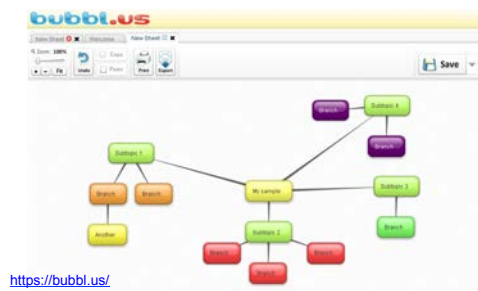 bubbl.us
New Sheet Welcome New Sheet
Zoom: 100%
Copy
Save
+ - Fit Undo Paste Print Export
Branch
Subtopic 4
Branch
Subtopic 1
Subtopic 3
Branch Branch
My sample
Branch
Another
Subtopic 2
Branch Branch
Branch
https://bubbl.us/